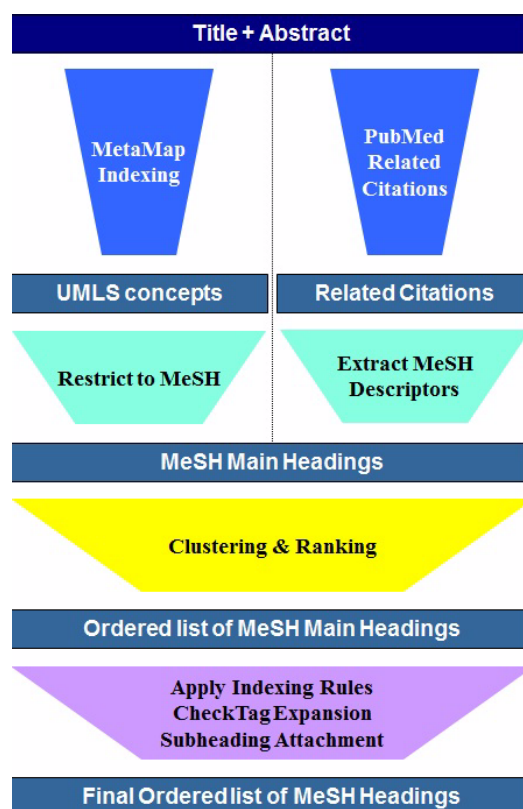 Title + Abstract
MetaMap
Indexing
PubMed
Related
Citations
UMLS concepts
Related Citations
Restrict to MeSH
Extract MeSH
Descriptors
MeSH Main Headings
Clustering & Ranking
Ordered list of MeSH Main Headings
Apply Indexing Rules
CheckTag Expansion
Subheading Attachment
Final Ordered list of MeSH Headings